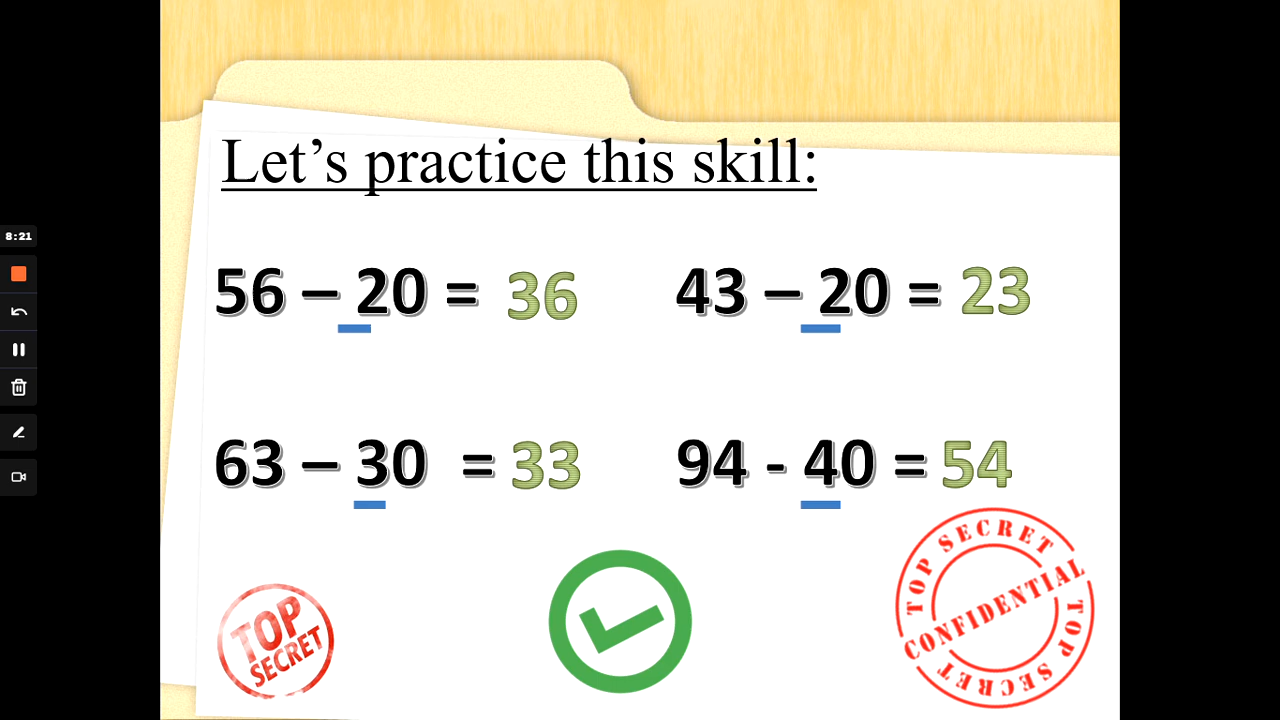 Let's practice this skill:
8:21
56 – 20 = 36
43 – 20 = 23
63 – 30 = 33
94 - 40 = 54
TOP SECRET
CONFIDENTIAL
TOP SECRET
TOP
SECRET